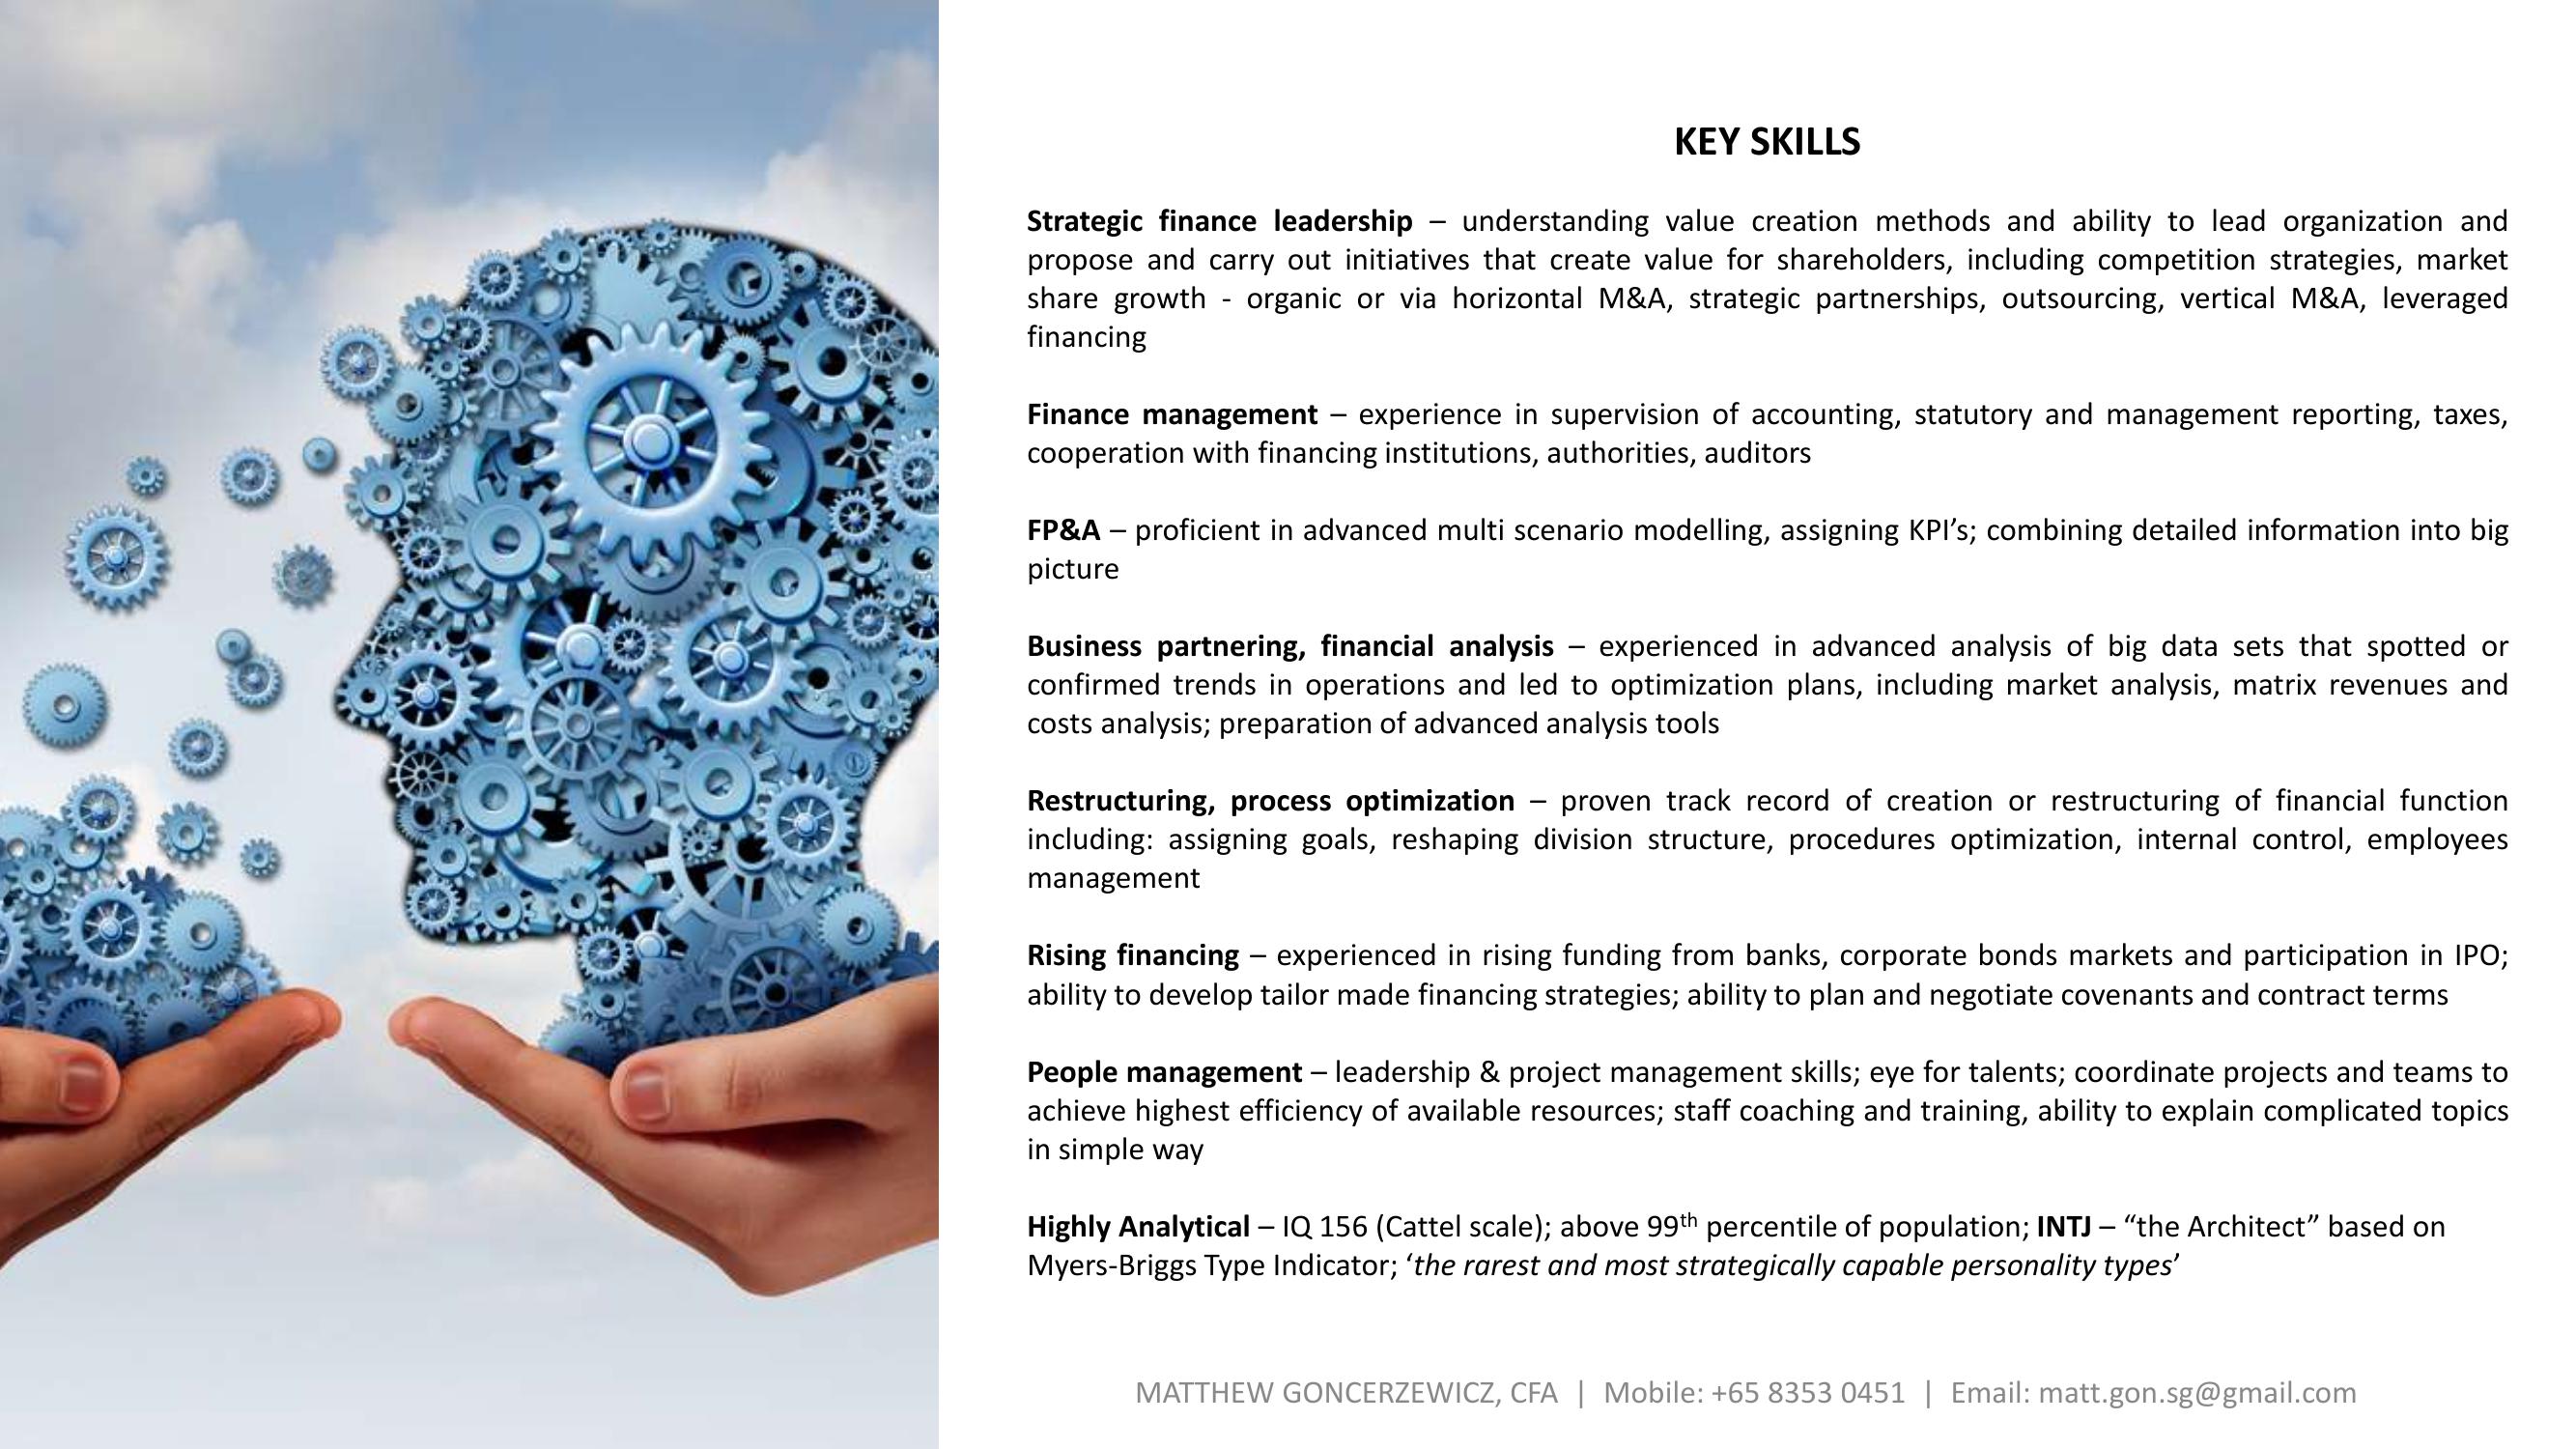 KEY SKILLS
Strategic finance leadership – understanding value creation methods and ability to lead organization and
propose and carry out initiatives that create value for shareholders, including competition strategies, market
share growth - organic or via horizontal M&A, strategic partnerships, outsourcing, vertical M&A, leveraged
financing
Finance management – experience in supervision of accounting, statutory and management reporting, taxes,
cooperation with financing institutions, authorities, auditors
FP&A – proficient in advanced multi scenario modelling, assigning KPI’s; combining detailed information into big
picture
Business partnering, financial analysis – experienced in advanced analysis of big data sets that spotted or
confirmed trends in operations and led to optimization plans, including market analysis, matrix revenues and
costs analysis; preparation of advanced analysis tools
Restructuring, process optimization – proven track record of creation or restructuring of financial function
including: assigning goals, reshaping division structure, procedures optimization, internal control, employees
management
Rising financing – experienced in rising funding from banks, corporate bonds markets and participation in IPO;
ability to develop tailor made financing strategies; ability to plan and negotiate covenants and contract terms
People management – leadership & project management skills; eye for talents; coordinate projects and teams to
achieve highest efficiency of available resources; staff coaching and training, ability to explain complicated topics
in simple way
Highly Analytical – IQ 156 (Cattel scale); above 99th percentile of population; INTJ – “the Architect” based on
Myers-Briggs Type Indicator; ‘the rarest and most strategically capable personality types’
MATTHEW GONCERZEWICZ, CFA | Mobile: +65 8353 0451 | Email: matt.gon.sg@gmail.com